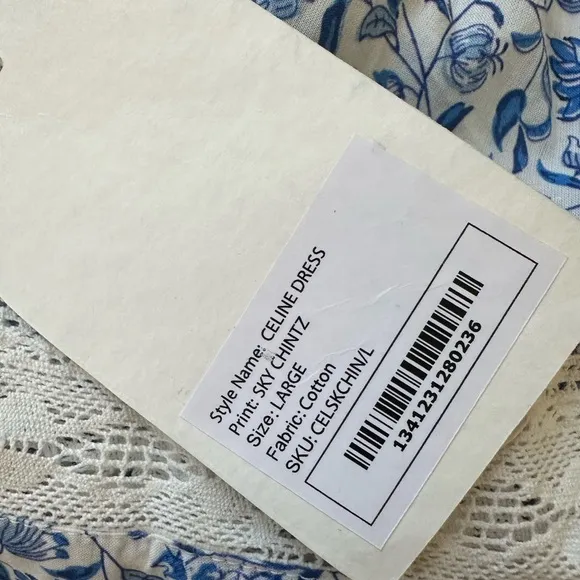 Style Name: CELINE DRESS
Print: SKY CHINTZ
Size: LARGE
Fabric: Cotton
SKU: CELSKCHIN/L
1341231280236